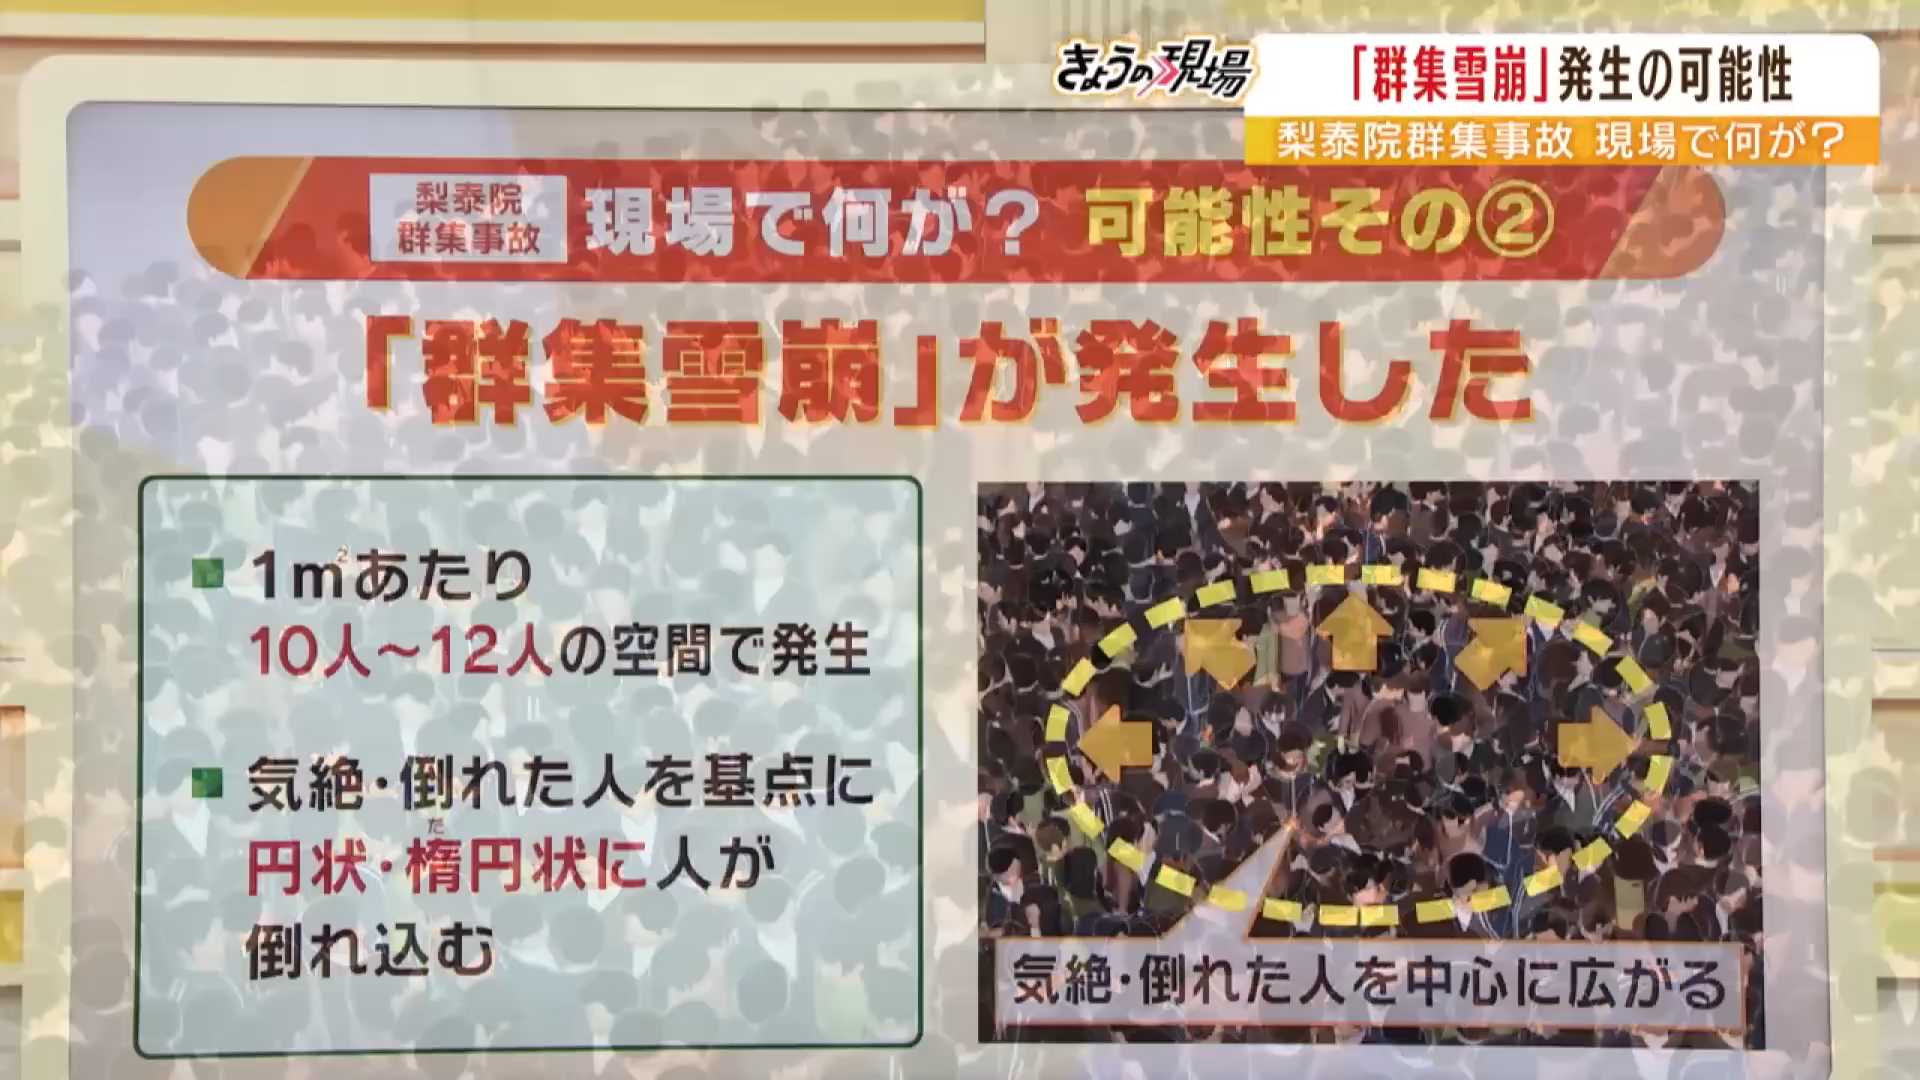 きょうの現場
「群集雪崩」発生の可能性
梨泰院群集事故 現場で何が?
梨泰院
群集事故
現場で何が? 可能性その②
「群集雪崩」が発生した
1㎡あたり
10人~12人の空間で発生
気絶・倒れた人を基点に
円状・楕円状に人が
だ
倒れ込む
気絶・倒れた人を中心に広がる